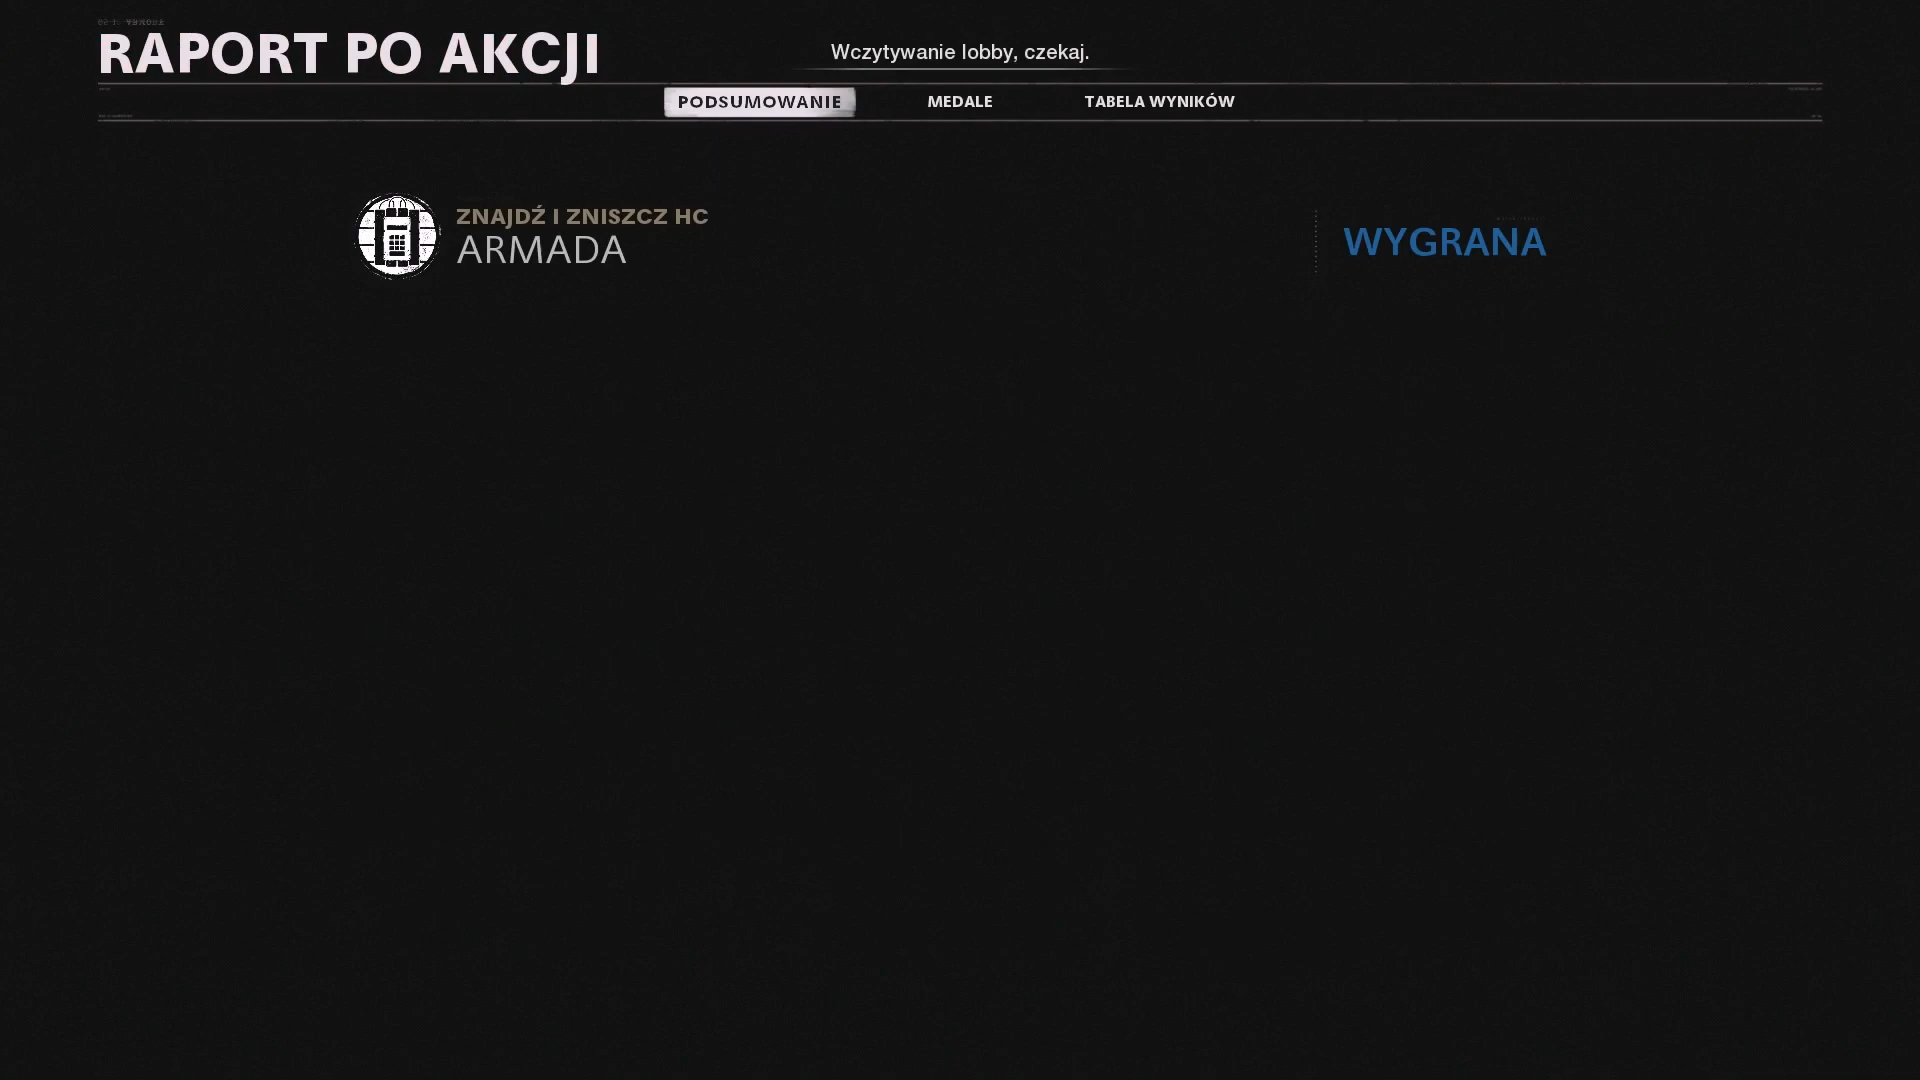 RAPORT PO AKCJI
Wczytywanie lobby, czekaj.
PODSUMOWANIE
MEDALE
TABELA WYNIKÓW
ZNAJDŹ I ZNISZCZ HC
ARMADA
WYGRANA